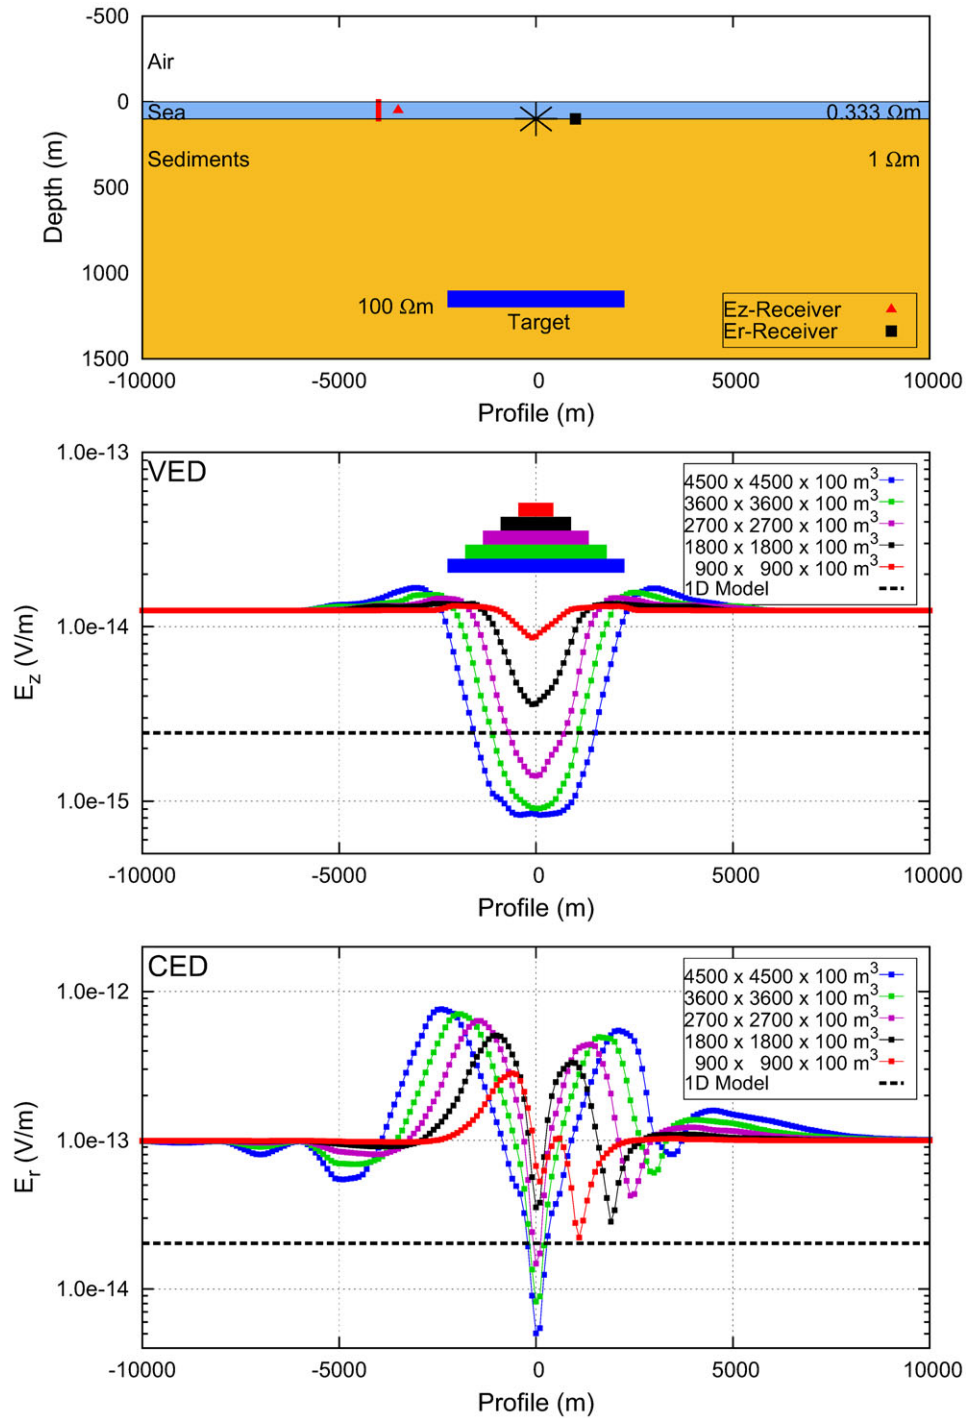 -500
Air
0
Sea
0.333 Ωm
Sediments
1 Ωm
500
Depth (m)
1000
100 Ωm
Target
Ez-Receiver
Er-Receiver
1500
-10000 -5000 0 5000 10000
Profile (m)
1.0e-13
VED
4500 x 4500 x 100 m³
3600 x 3600 x 100 m³
2700 x 2700 x 100 m³
1800 x 1800 x 100 m³
900 x 900 x 100 m³
1D Model
1.0e-14
E_z (V/m)
1.0e-15
-10000 -5000 0 5000 10000
Profile (m)
CED
1.0e-12
4500 x 4500 x 100 m³
3600 x 3600 x 100 m³
2700 x 2700 x 100 m³
1800 x 1800 x 100 m³
900 x 900 x 100 m³
1D Model
1.0e-13
E_r (V/m)
1.0e-14
-10000 -5000 0 5000 10000
Profile (m)